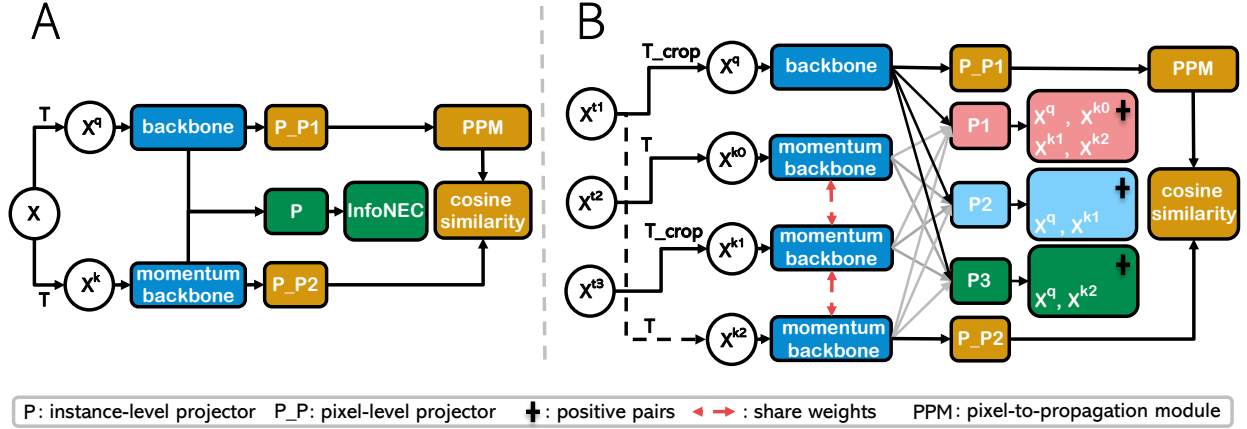 A
T
X^q
backbone
P_P1
PPM
X
P
InfoNEC
cosine
similarity
T
X^k
momentum
backbone
P_P2
B
X^t1
T_crop
X^q
backbone
P_P1
PPM
P1
X^q , X^k0
X^k1, X^k2
T
X^k0
momentum
backbone
X^t2
P2
X^q, X^k1
cosine
similarity
T_crop
X^k1
momentum
backbone
X^t3
P3
X^q, X^k2
T
X^k2
momentum
backbone
P_P2
P: instance-level projector P_P: pixel-level projector : positive pairs : share weights PPM: pixel-to-propagation module